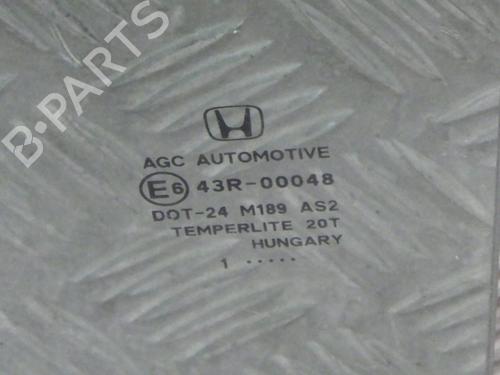 B-PARTS
AGC AUTOMOTIVE
E6 43R-00048
DOT-24 M189 AS2
TEMPERLITE 20T
HUNGARY
1 .....